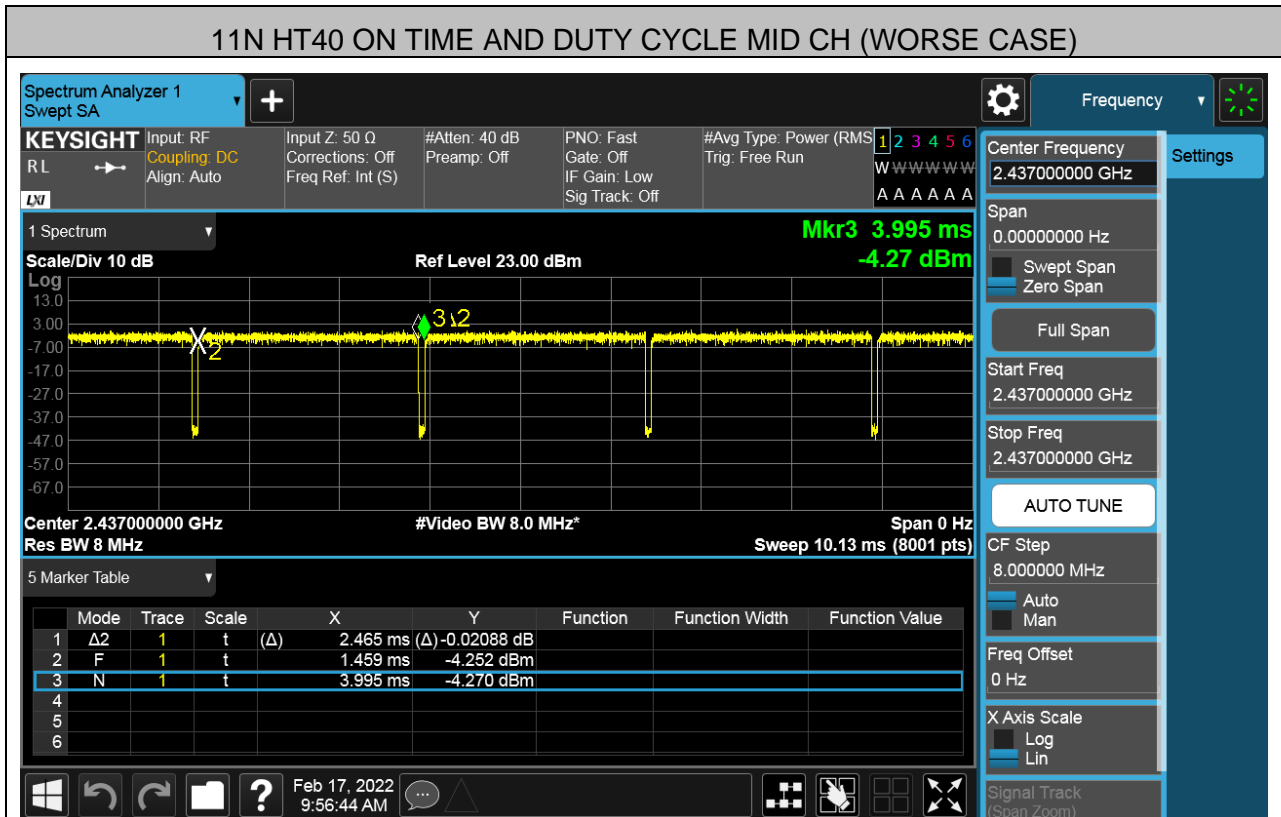 11N HT40 ON TIME AND DUTY CYCLE MID CH (WORSE CASE)
Spectrum Analyzer 1
Swept SA
Frequency
KEYSIGHT
RL
LXI
Input: RF
Coupling: DC
Align: Auto
Input Z: 50 Ω
Corrections: Off
Freq Ref: Int (S)
#Atten: 40 dB
Preamp: Off
PNO: Fast
Gate: Off
IF Gain: Low
Sig Track: Off
#Avg Type: Power (RMS
Trig: Free Run
1 2 3 4 5 6
W W W W W W
A A A A A A
1 Spectrum
Mkr3 3.995 ms
Scale/Div 10 dB
Ref Level 23.00 dBm
-4.27 dBm
Log
13.0
3.00
-7.00
-17.0
-27.0
-37.0
-47.0
-57.0
-67.0
2
Center 2.437000000 GHz
#Video BW 8.0 MHz*
Span 0 Hz
Res BW 8 MHz
Sweep 10.13 ms (8001 pts)
5 Marker Table
Mode Trace Scale X Y Function Function Width Function Value
1 Δ2 1 t (Δ) 2.465 ms (Δ) -0.02088 dB
2 F 1 t 1.459 ms -4.252 dBm
3 N 1 t 3.995 ms -4.270 dBm
4
5
6
Feb 17, 2022
9:56:44 AM
Center Frequency
2.437000000 GHz
Settings
Span
0.00000000 Hz
Swept Span
Zero Span
Full Span
Start Freq
2.437000000 GHz
Stop Freq
2.437000000 GHz
AUTO TUNE
CF Step
8.000000 MHz
Auto
Man
Freq Offset
0 Hz
X Axis Scale
Log
Lin
Signal Track
(Span Zoom)